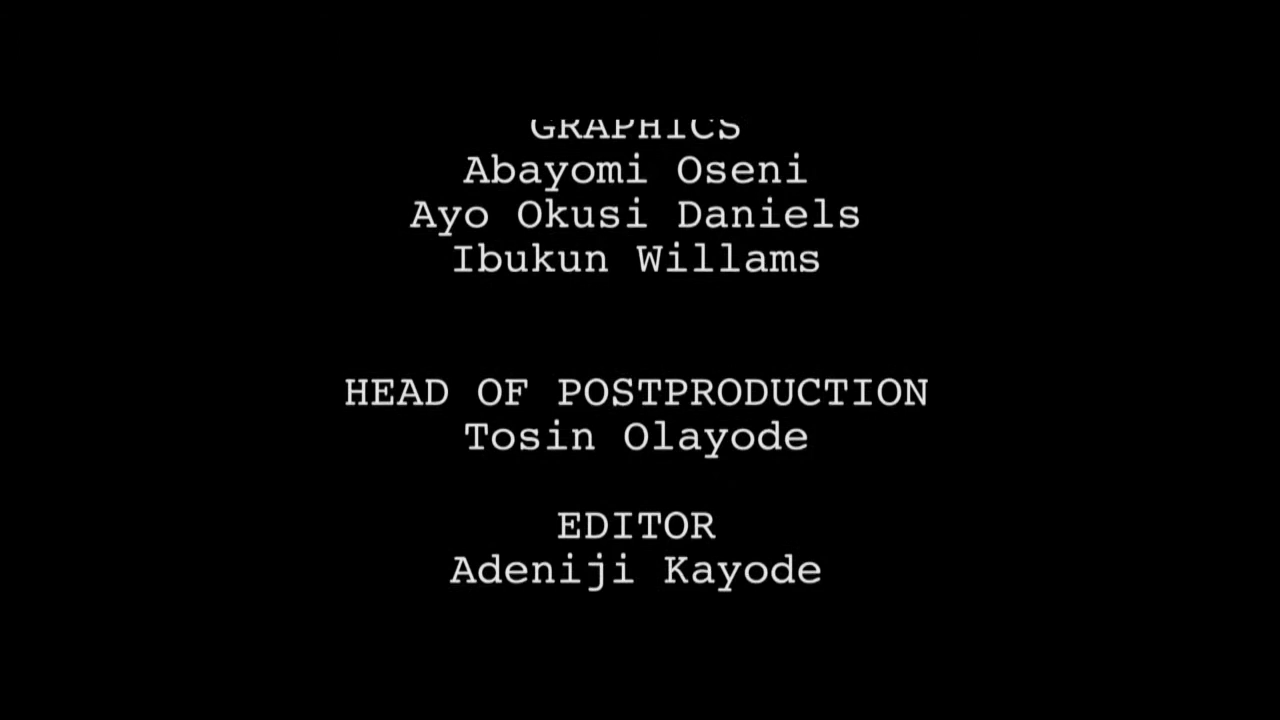 GRAPHICS
Abayomi Oseni
Ayo Okusi Daniels
Ibukun Willams
HEAD OF POSTPRODUCTION
Tosin Olayode
EDITOR
Adeniji Kayode